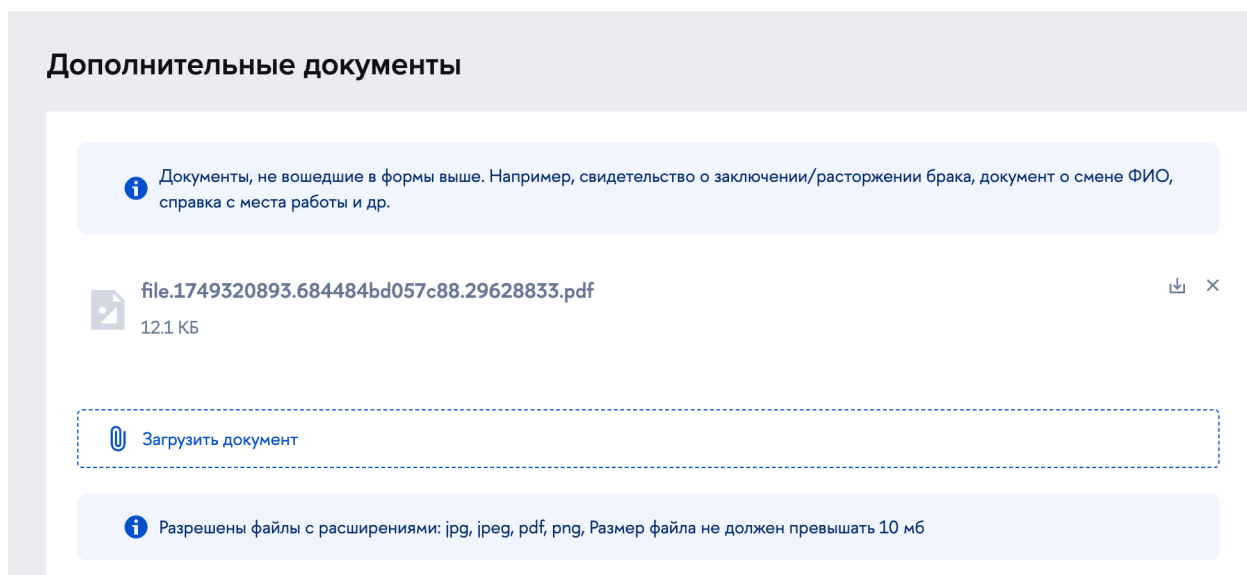 Дополнительные документы
Документы, не вошедшие в формы выше. Например, свидетельство о заключении/расторжении брака, документ о смене ФИО,
справка с места работы и др.
file.1749320893.684484bd057c88.29628833.pdf
12.1 КБ
Загрузить документ
Разрешены файлы с расширениями: jpg, jpeg, pdf, png, Размер файла не должен превышать 10 мб